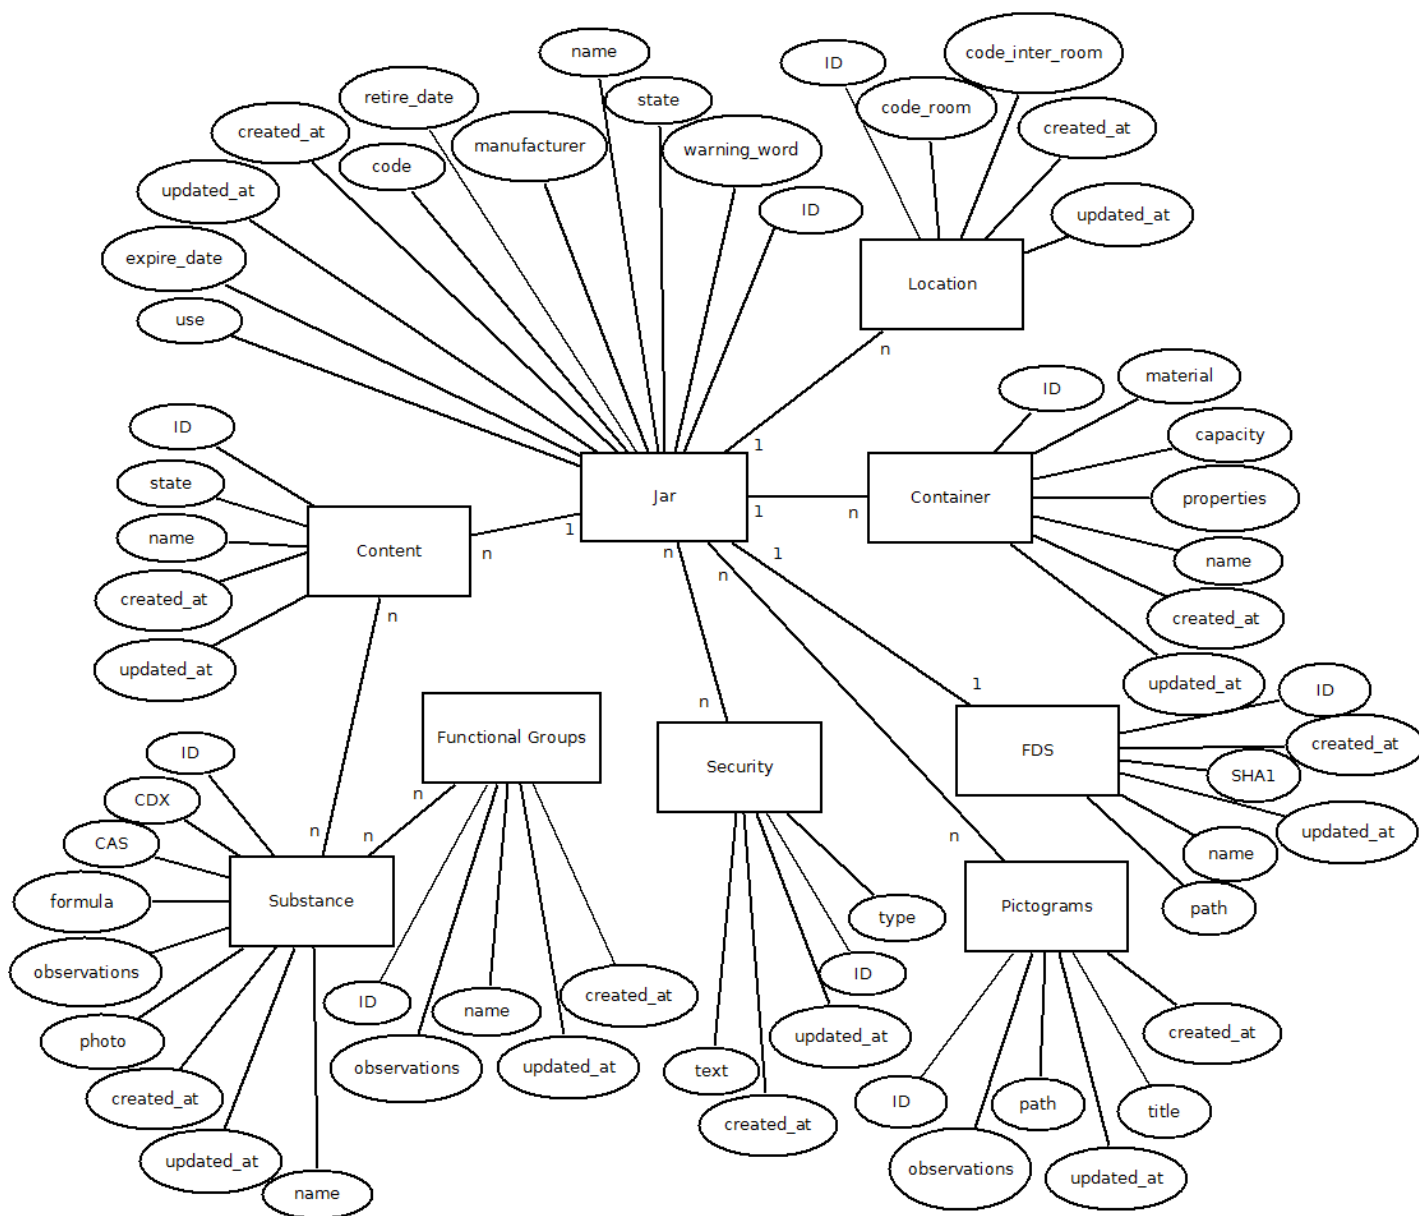 name
code_inter_room
ID
retire_date
state
code_room
created_at
created_at
manufacturer
warning_word
code
updated_at
ID
updated_at
expire_date
Location
use
n
ID
material
ID
capacity
1
state
Jar
Container
properties
1
n
name
1
Content
n
n
1
name
n
created_at
created_at
n
updated_at
updated_at
1
ID
n
Functional Groups
ID
Security
FDS
created_at
SHA1
CDX
n
updated_at
n
n
n
CAS
name
Substance
formula
Pictograms
path
type
observations
ID
created_at
ID
name
photo
created_at
updated_at
observations
updated_at
text
created_at
ID
path
title
created_at
updated_at
observations
updated_at
name